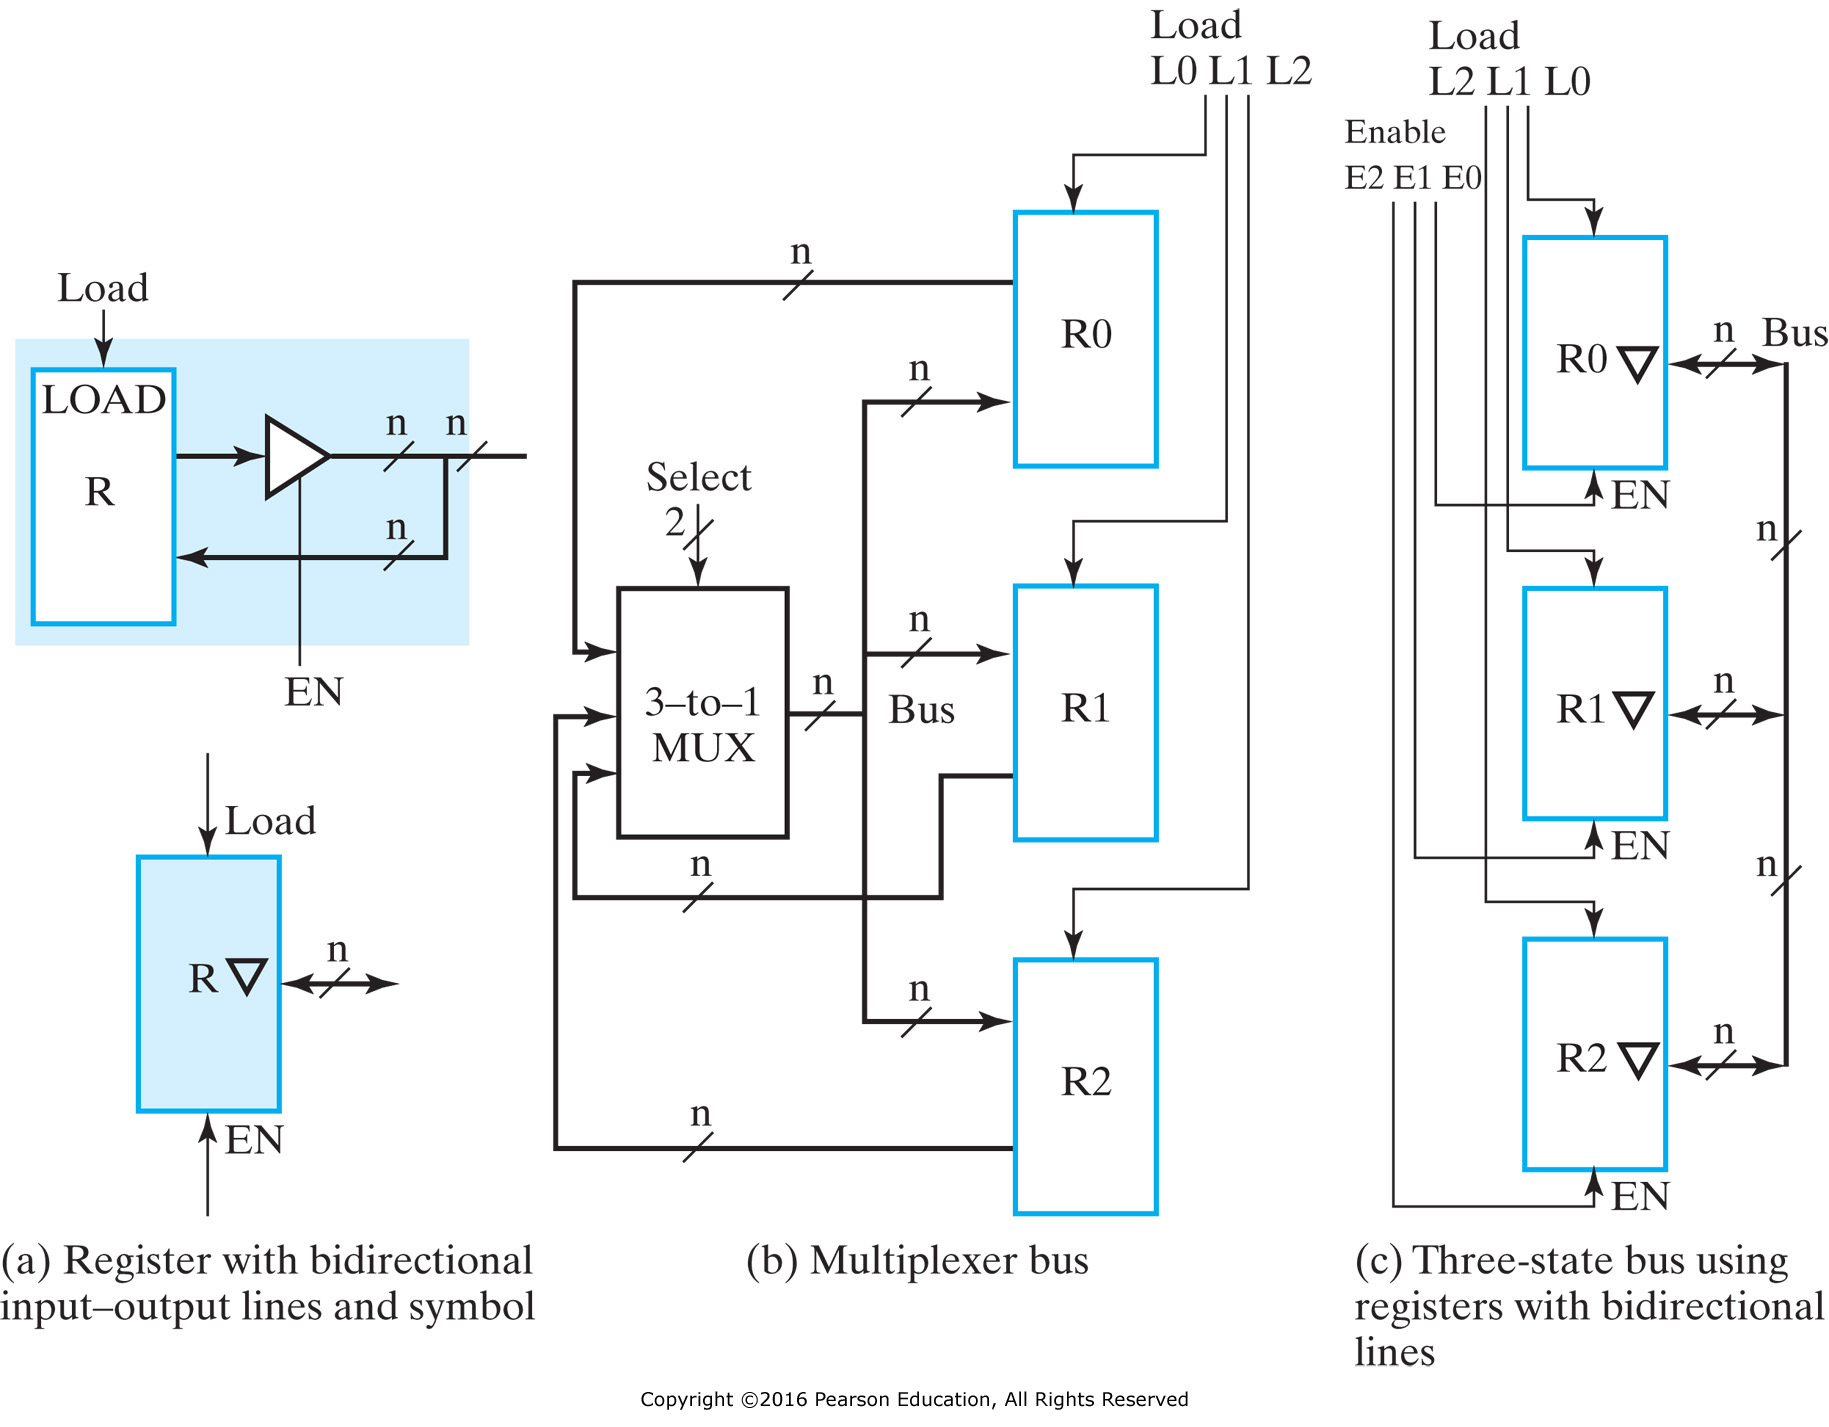 Load
LOAD
R
n
n
n
EN
Load
R
n
EN
(a) Register with bidirectional
input–output lines and symbol
Load
L0 L1 L2
n
R0
n
Select
2
3–to–1
MUX
n
Bus
n
R1
n
n
R2
n
(b) Multiplexer bus
Load
L2 L1 L0
Enable
E2 E1 E0
R0
n
Bus
EN
n
R1
n
EN
n
R2
n
EN
(c) Three-state bus using
registers with bidirectional
lines
Copyright ©2016 Pearson Education, All Rights Reserved